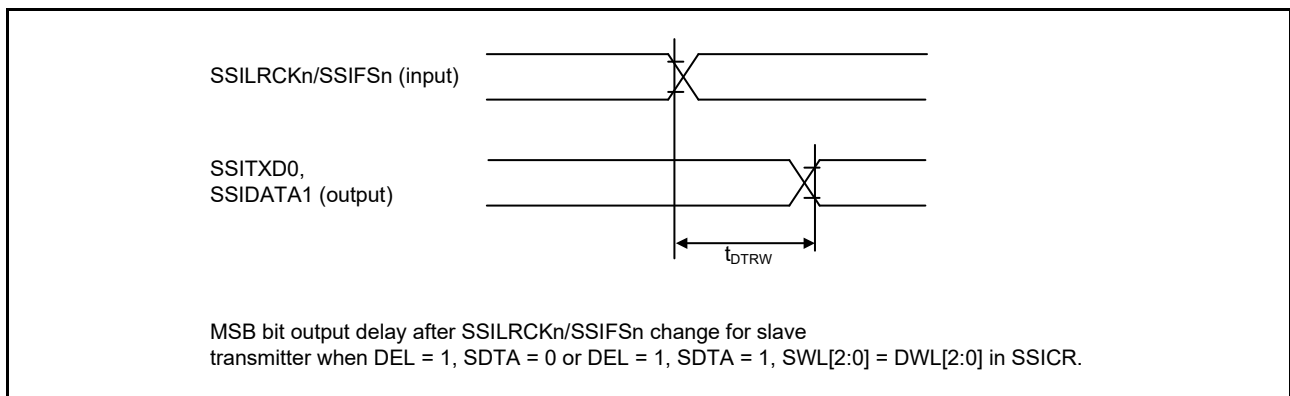 SSILRCKn/SSIFSn (input)
SSITXD0,
SSIDATA1 (output)
tDTRW
MSB bit output delay after SSILRCKn/SSIFSn change for slave
transmitter when DEL = 1, SDTA = 0 or DEL = 1, SDTA = 1, SWL[2:0] = DWL[2:0] in SSICR.